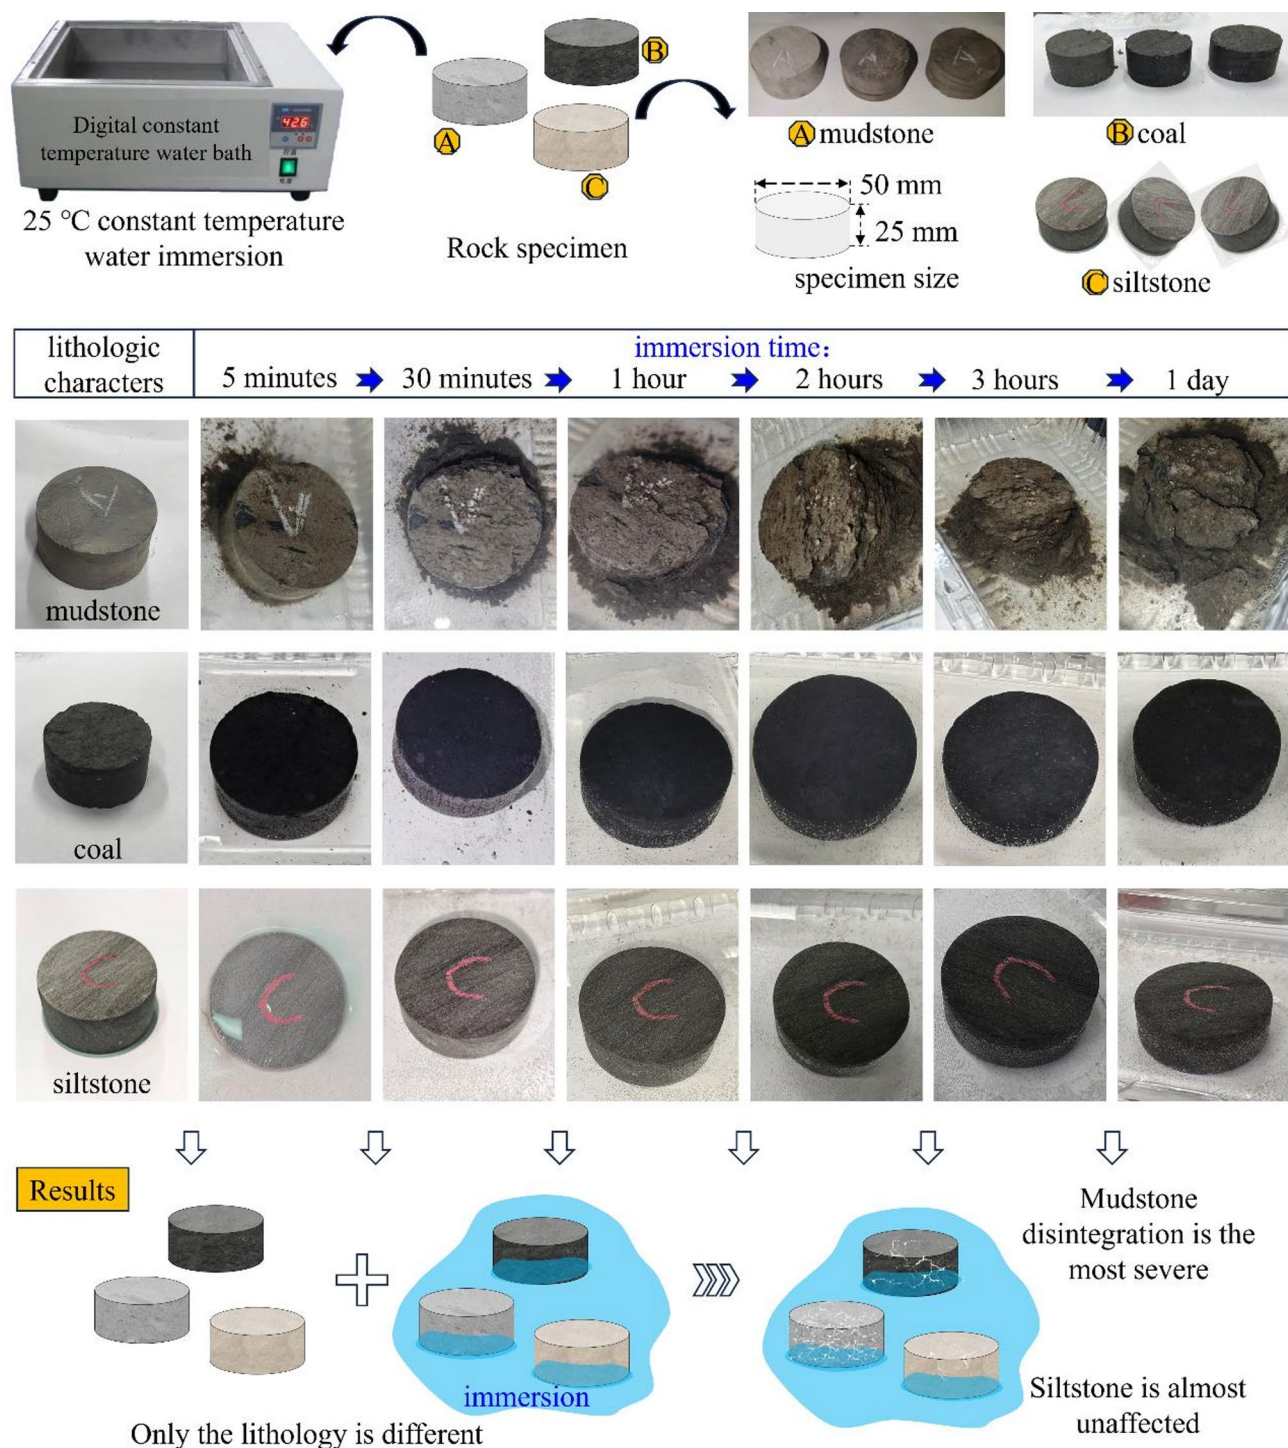 Digital constant
temperature water bath
42.6
25 °C constant temperature
water immersion
B
A
C
Rock specimen
A A A
A mudstone
B coal
50 mm
25 mm
specimen size
C C C
C siltstone
lithologic
characters
immersion time:
5 minutes
30 minutes
1 hour
2 hours
3 hours
1 day
A
mudstone
coal
C C C C C C C
siltstone
Results
immersion
Only the lithology is different
Mudstone
disintegration is the
most severe
Siltstone is almost
unaffected